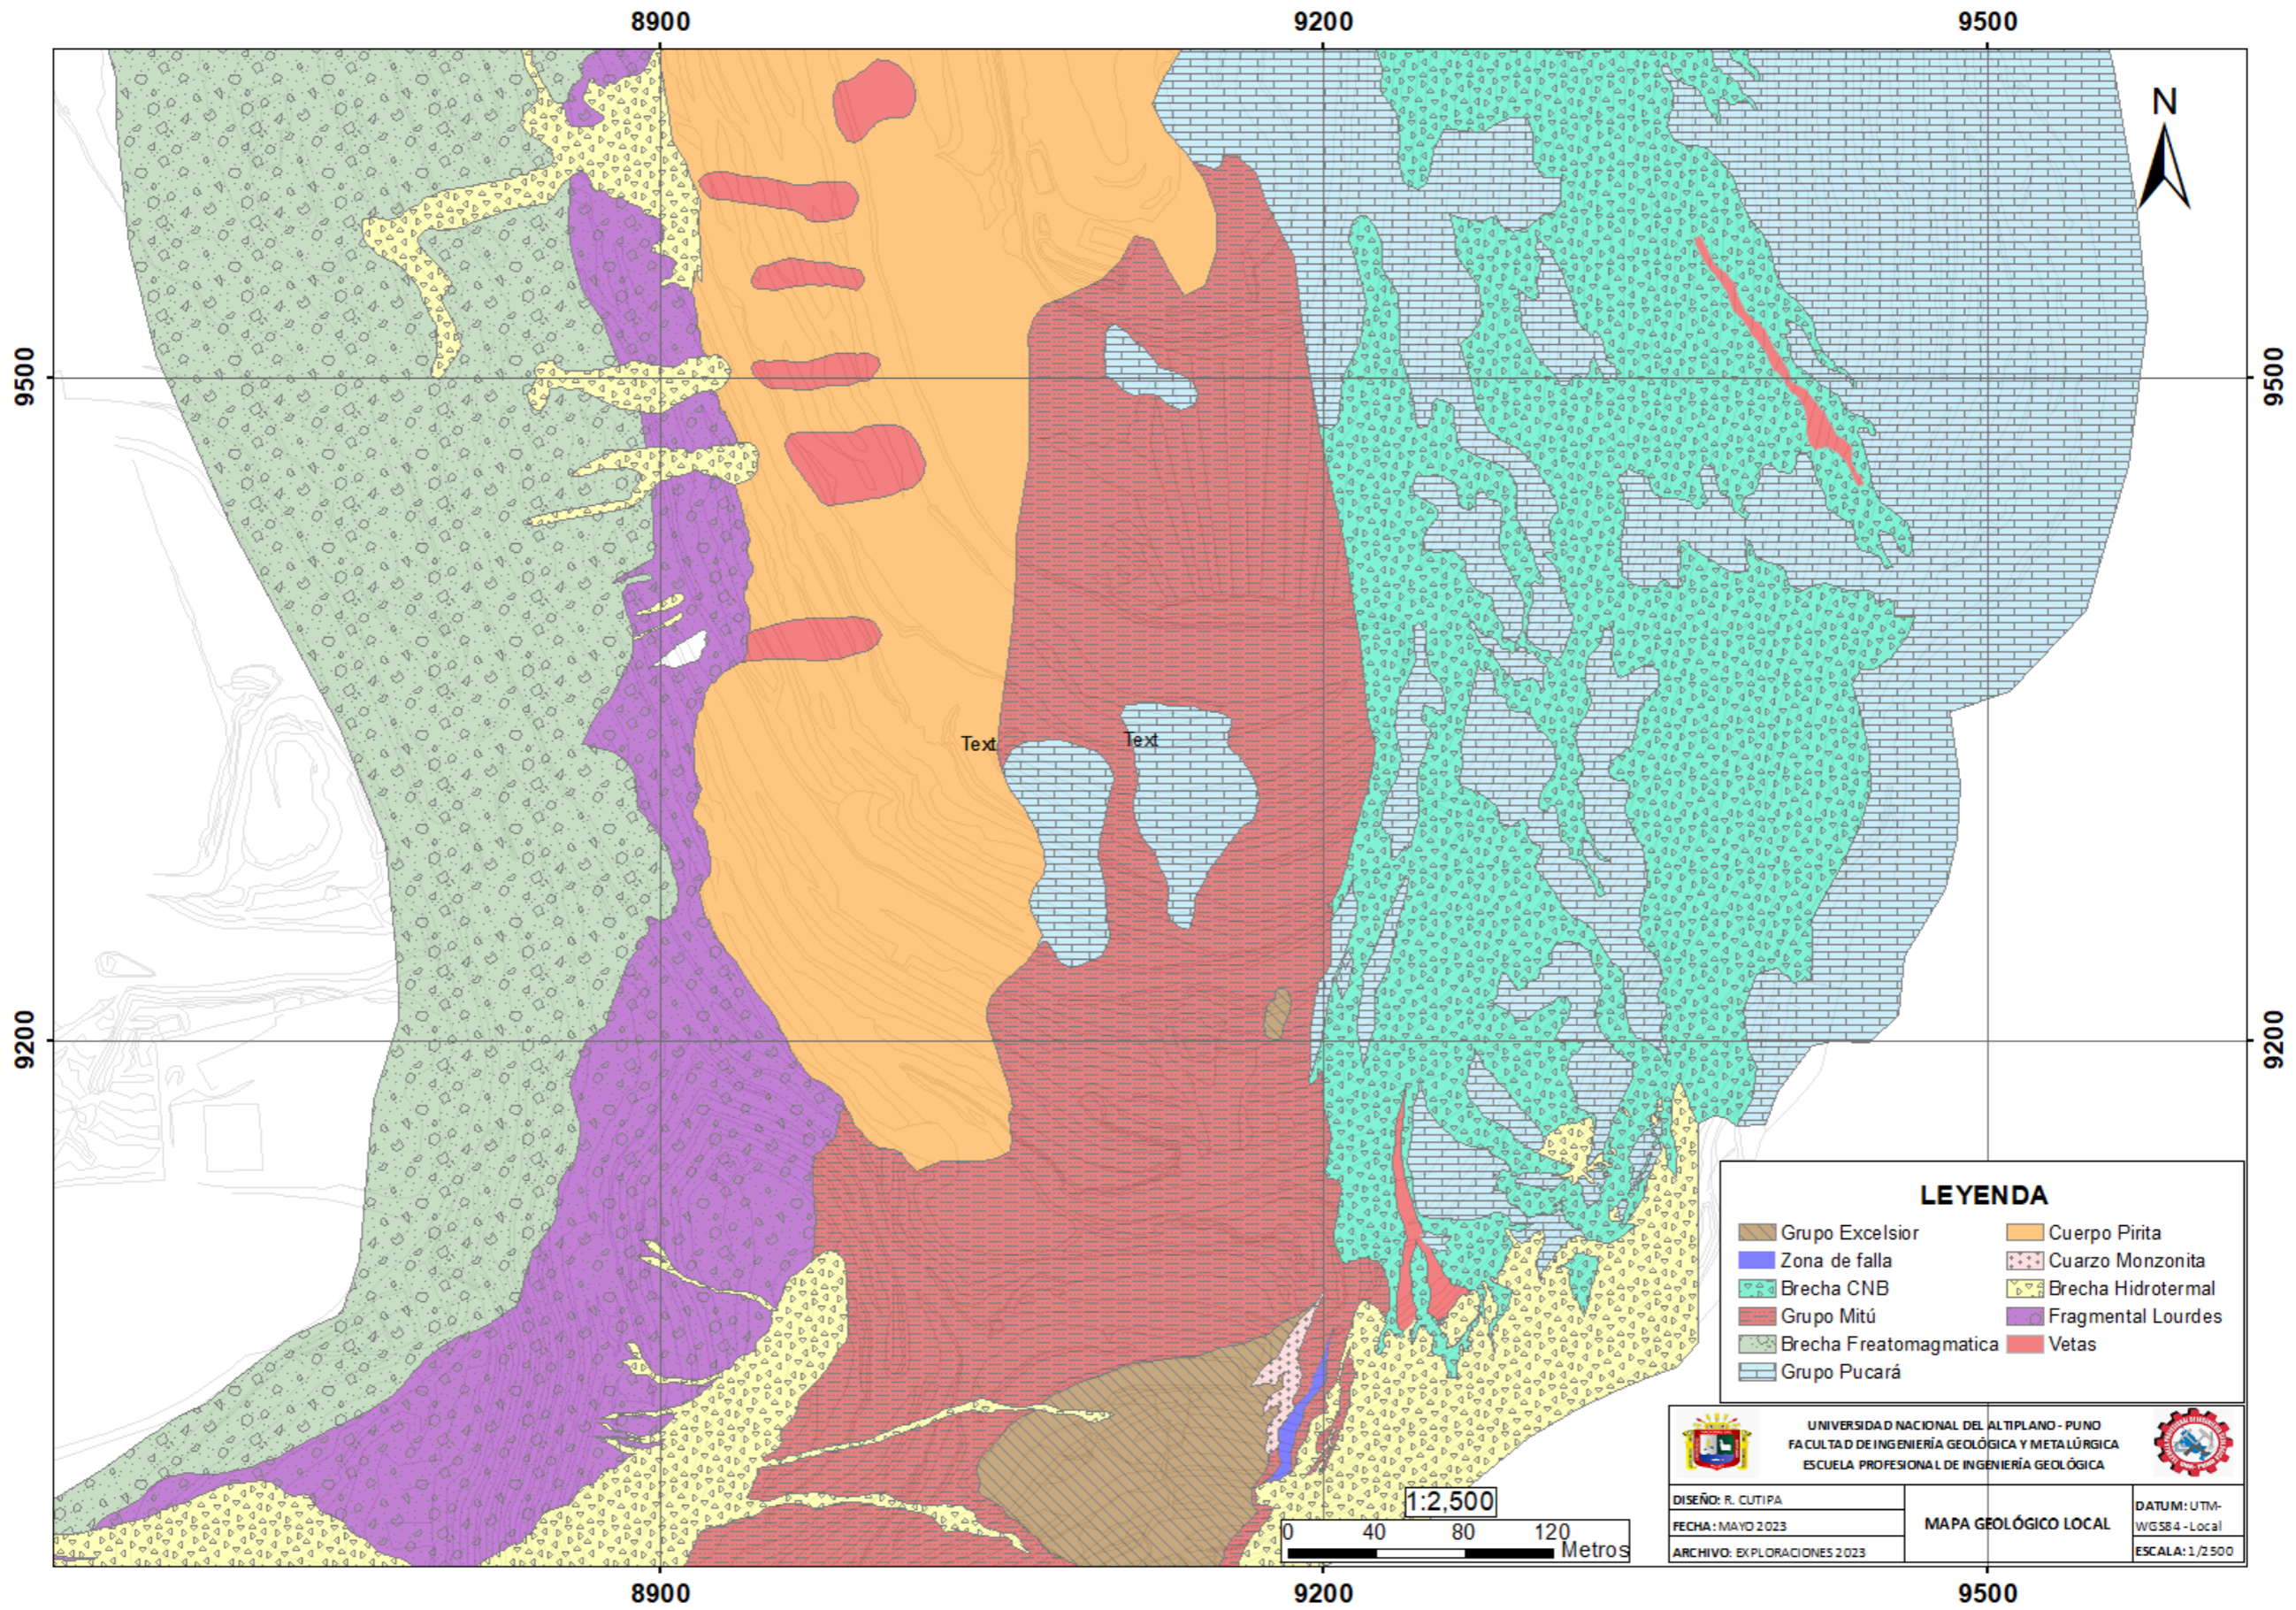 8900 9200 9500
N
9500 9500
Text Text
9200 9200
LEYENDA
Grupo Excelsior
Zona de falla
Brecha CNB
Grupo Mitú
Brecha Freatomagmatica
Grupo Pucará
Cuerpo Pirita
Cuarzo Monzonita
Brecha Hidrotermal
Fragmental Lourdes
Vetas
UNIVERSIDAD NACIONAL DEL ALTIPLANO - PUNO
FACULTAD DE INGENIERÍA GEOLÓGICA Y METALÚRGICA
ESCUELA PROFESIONAL DE INGENIERÍA GEOLÓGICA
1:2,500
0 40 80 120
Metros
DISEÑO: R. CUTIPA
FECHA: MAYO 2023
ARCHIVO: EXPLORACIONES 2023
MAPA GEOLÓGICO LOCAL
DATUM: UTM-
WGS84 - Local
ESCALA: 1/2500
8900 9200 9500